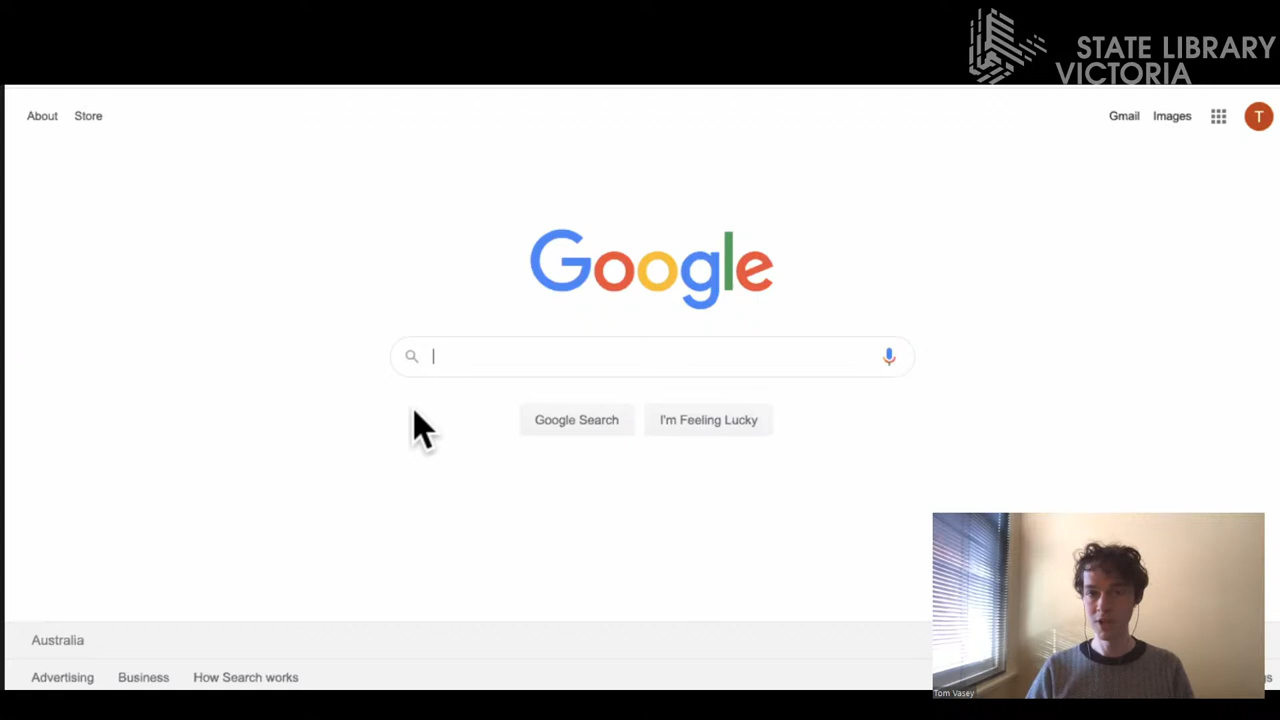 STATE LIBRARY
VICTORIA
About Store
Gmail Images
T
Google
Google Search I'm Feeling Lucky
Australia
Advertising Business How Search works
Tom Vasey